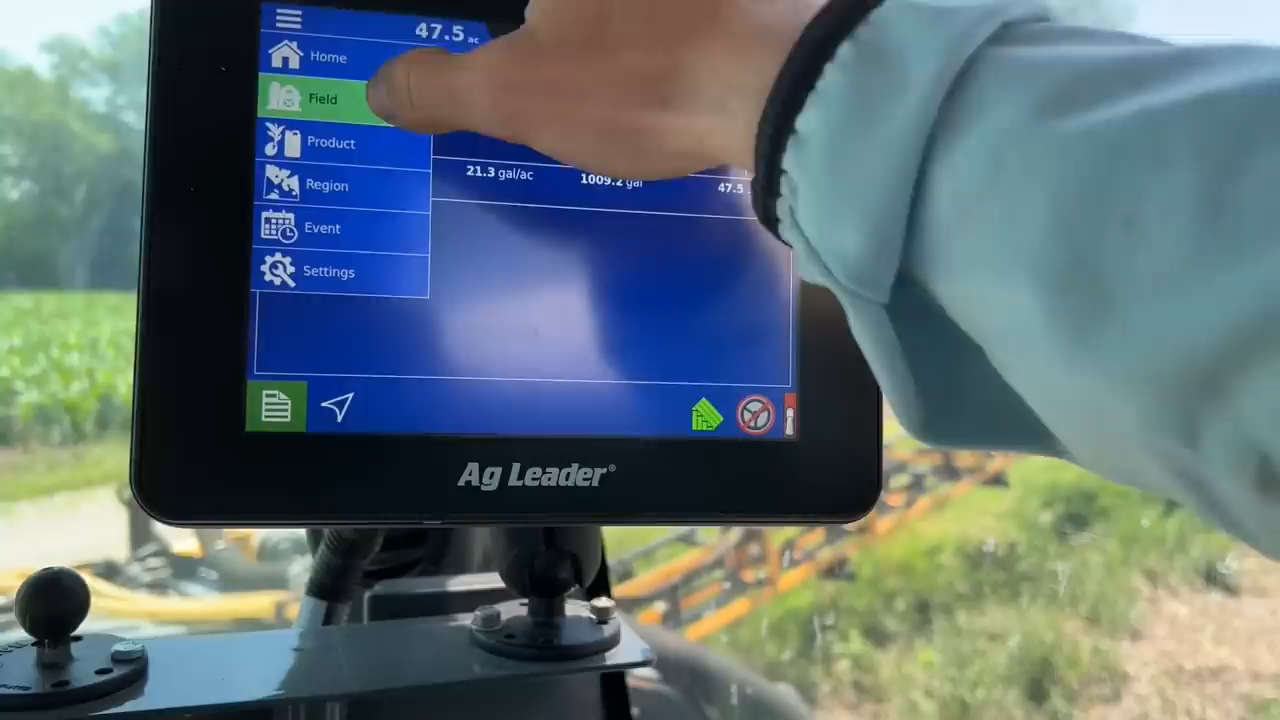 47.5 ac
Home
Field
Product
Region
Event
Settings
21.3 gal/ac 1009.2 gal 47.5
Ag Leader®